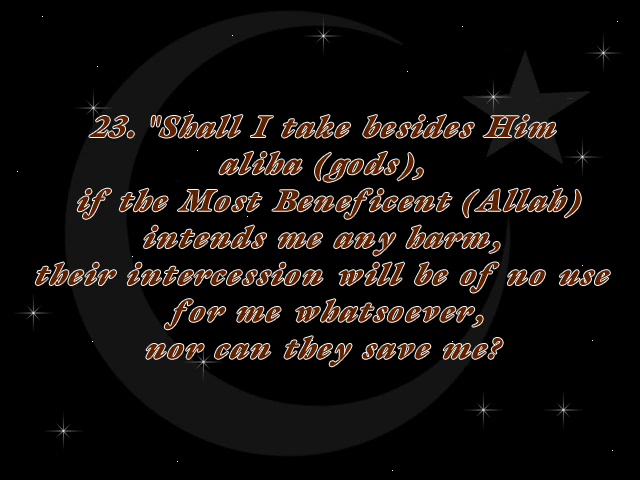 23. "Shall I take besides Him
aliha (gods),
if the Most Beneficent (Allah)
intends me any harm,
their intercession will be of no use
for me whatsoever,
nor can they save me?